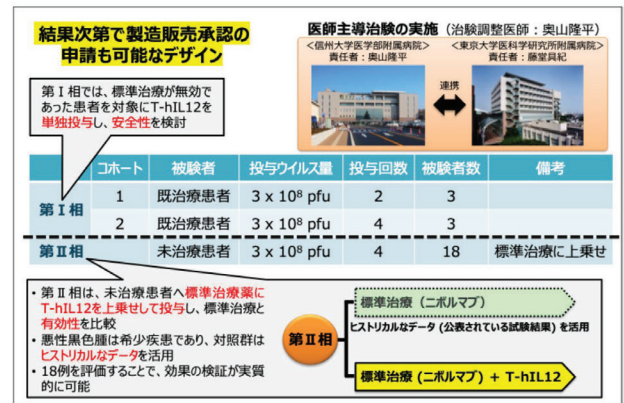 結果次第で製造販売承認の
申請も可能なデザイン
医師主導治験の実施（治験調整医師：奥山隆平）
＜信州大学医学部附属病院＞
責任者：奥山隆平
＜東京大学医科学研究所附属病院＞
責任者：藤堂具紀
連携
第Ⅰ相では、標準治療が無効で
あった患者を対象にT-hIL12を
単独投与し、安全性を検討
コホート 被験者 投与ウイルス量 投与回数 被験者数 備考
第Ⅰ相
1 既治療患者 3 x 10⁸ pfu 2 3
2 既治療患者 3 x 10⁸ pfu 4 3
第Ⅱ相 未治療患者 3 x 10⁸ pfu 4 18 標準治療に上乗せ
・第Ⅱ相は、未治療患者へ標準治療薬に
T-hIL12を上乗せして投与し、標準治療と
有効性を比較
・悪性黒色腫は希少疾患であり、対照群は
ヒストリカルなデータを活用
・18例を評価することで、効果の検証が実質
的に可能
第Ⅱ相
標準治療（ニボルマブ）
ヒストリカルなデータ (公表されている試験結果) を活用
標準治療 (ニボルマブ) + T-hIL12